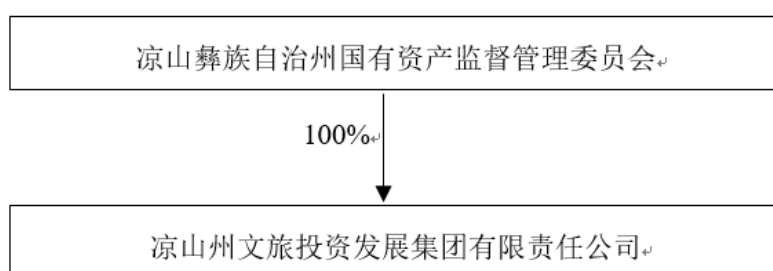 凉山彝族自治州国有资产监督管理委员会
100%
凉山州文旅投资发展集团有限责任公司